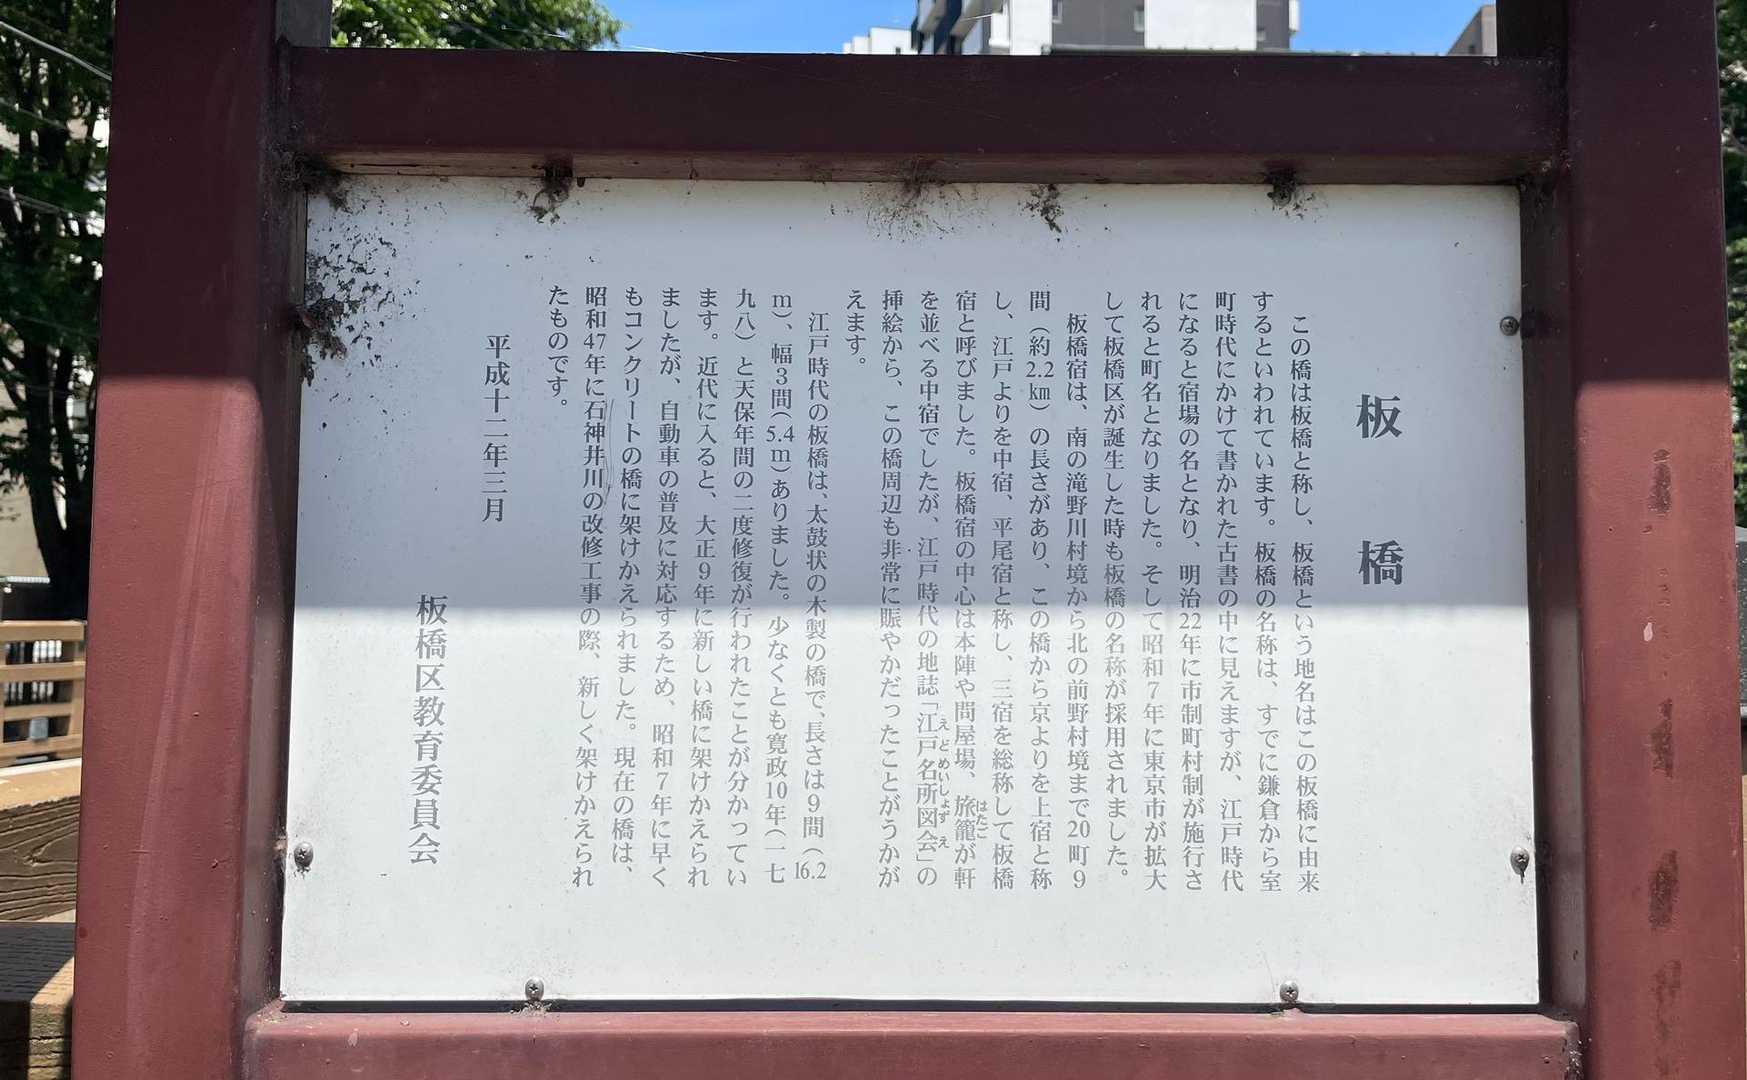 板橋
この橋は板橋と称し、板橋という地名はこの板橋に由来
するといわれています。板橋の名称は、すでに鎌倉から室
町時代にかけて書かれた古書の中に見えますが、江戸時代
になると宿場の名となり、明治22年に市制町村制が施行さ
れると町名となりました。そして昭和7年に東京市が拡大
して板橋区が誕生した時も板橋の名称が採用されました。
板橋宿は、南の滝野川村境から北の前野村境まで20町9
間（約2.2㎞）の長さがあり、この橋から京よりを上宿と称
し、江戸よりを中宿、平尾宿と称し、三宿を総称して板橋
宿と呼びました。板橋宿の中心は本陣や問屋場、旅籠が軒
はたご
を並べる中宿でしたが、江戸時代の地誌「江戸名所図会」の
えどめいしょずえ
挿絵から、この橋周辺も非常に賑やかだったことがうかが
えます。
江戸時代の板橋は、太鼓状の木製の橋で、長さは9間（16.2
m）、幅3間（5.4m）ありました。少なくとも寛政10年（一七
九八）と天保年間の二度修復が行われたことが分かってい
ます。近代に入ると、大正9年に新しい橋に架けかえられ
ましたが、自動車の普及に対応するため、昭和7年に早く
もコンクリートの橋に架けかえられました。現在の橋は、
昭和47年に石神井川の改修工事の際、新しく架けかえられ
たものです。
平成十二年三月
板橋区教育委員会